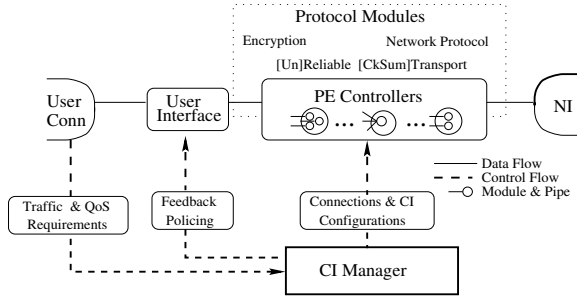 Protocol Modules
Encryption
Network Protocol
[Un]Reliable [CkSum]Transport
User
Conn
User
Interface
PE Controllers
... ...
NI
Data Flow
Control Flow
Module & Pipe
Traffic & QoS
Requirements
Feedback
Policing
Connections & CI
Configurations
CI Manager